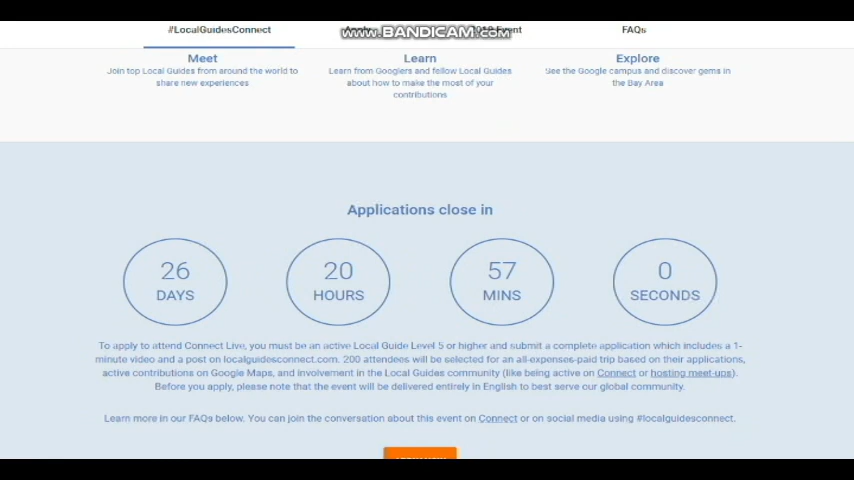 #LocalGuidesConnect
www.BANDICAM.com
Event
FAQs
Meet
Learn
Explore
Join top Local Guides from around the world to
share new experiences
Learn from Googlers and fellow Local Guides
about how to make the most of your
contributions
See the Google campus and discover gems in
the Bay Area
Applications close in
26
DAYS
20
HOURS
57
MINS
0
SECONDS
To apply to attend Connect Live, you must be an active Local Guide Level 5 or higher and submit a complete application which includes a 1-
minute video and a post on localguidesconnect.com. 200 attendees will be selected for an all-expenses-paid trip based on their applications,
active contributions on Google Maps, and involvement in the Local Guides community (like being active on Connect or hosting meet-ups).
Before you apply, please note that the event will be delivered entirely in English to best serve our global community.
Learn more in our FAQs below. You can join the conversation about this event on Connect or on social media using #localguidesconnect.